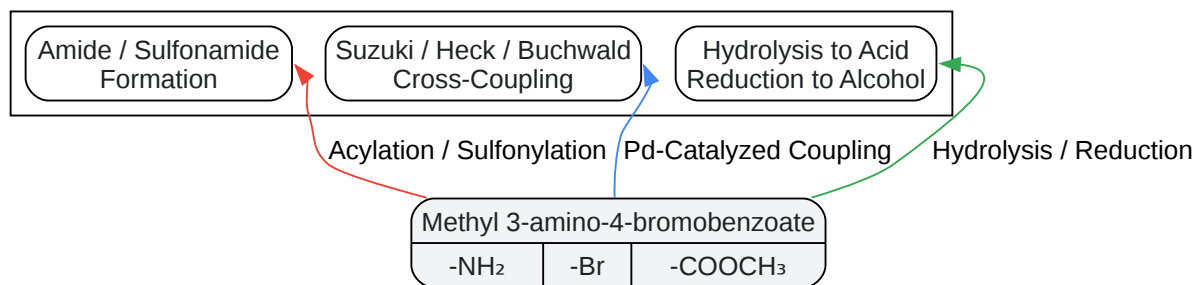 Amide / Sulfonamide
Formation
Suzuki / Heck / Buchwald
Cross-Coupling
Hydrolysis to Acid
Reduction to Alcohol
Acylation / Sulfonylation
Pd-Catalyzed Coupling
Hydrolysis / Reduction
Methyl 3-amino-4-bromobenzoate
-NH₂
-Br
-COOCH₃